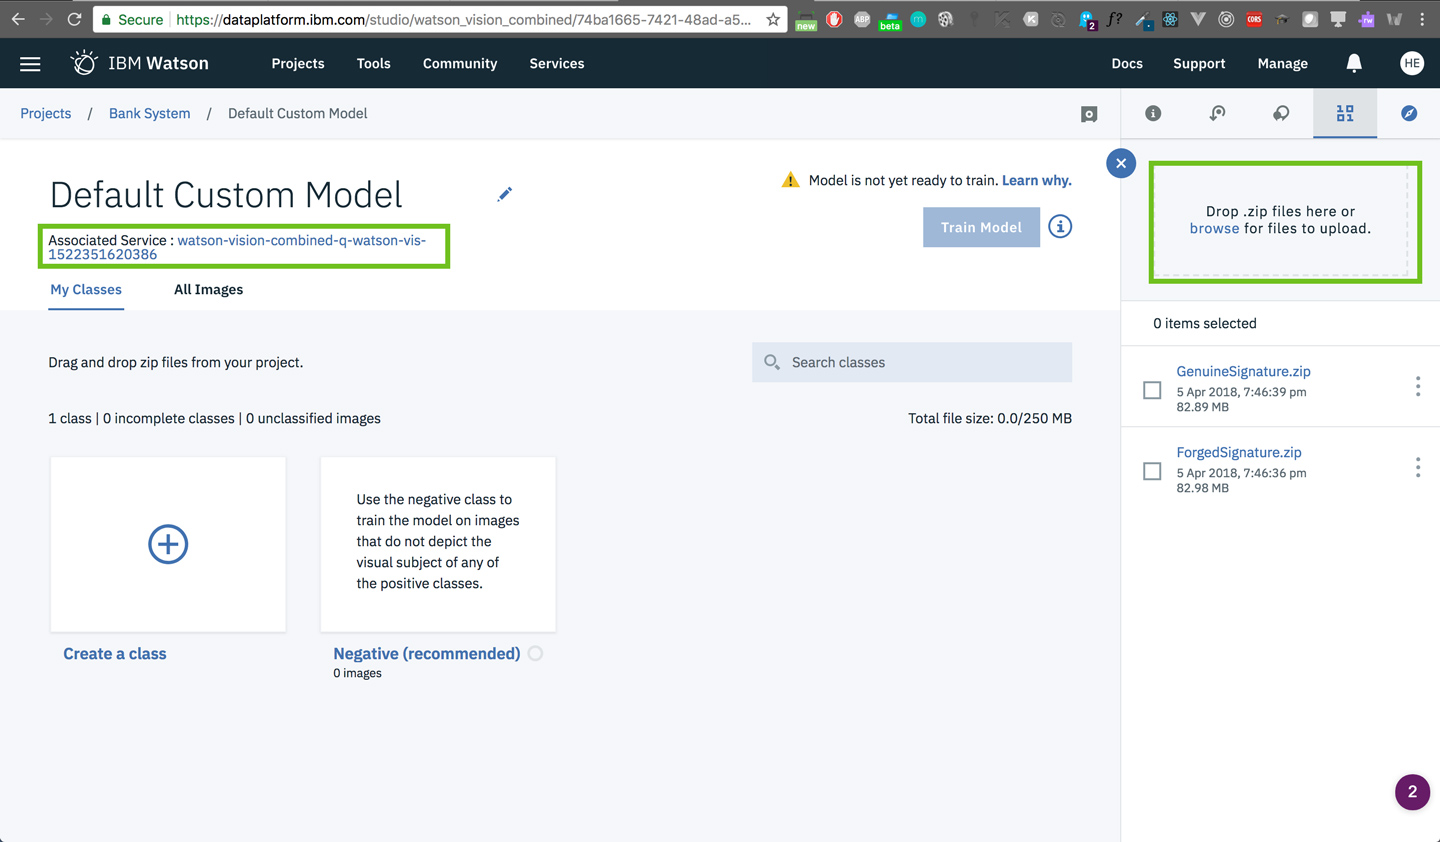 Secure https://dataplatform.ibm.com/studio/watson_vision_combined/74ba1665-7421-48ad-a5...
new ABP beta m K 2 f? CORS rw W
IBM Watson Projects Tools Community Services Docs Support Manage HE
Projects / Bank System / Default Custom Model
Default Custom Model
Model is not yet ready to train. Learn why.
Train Model
Associated Service : watson-vision-combined-q-watson-vis-
1522351620386
My Classes All Images
Drag and drop zip files from your project.
Search classes
1 class | 0 incomplete classes | 0 unclassified images
Total file size: 0.0/250 MB
Create a class
Use the negative class to
train the model on images
that do not depict the
visual subject of any of
the positive classes.
Negative (recommended)
0 images
Drop .zip files here or
browse for files to upload.
0 items selected
GenuineSignature.zip
5 Apr 2018, 7:46:39 pm
82.89 MB
ForgedSignature.zip
5 Apr 2018, 7:46:36 pm
82.98 MB
2